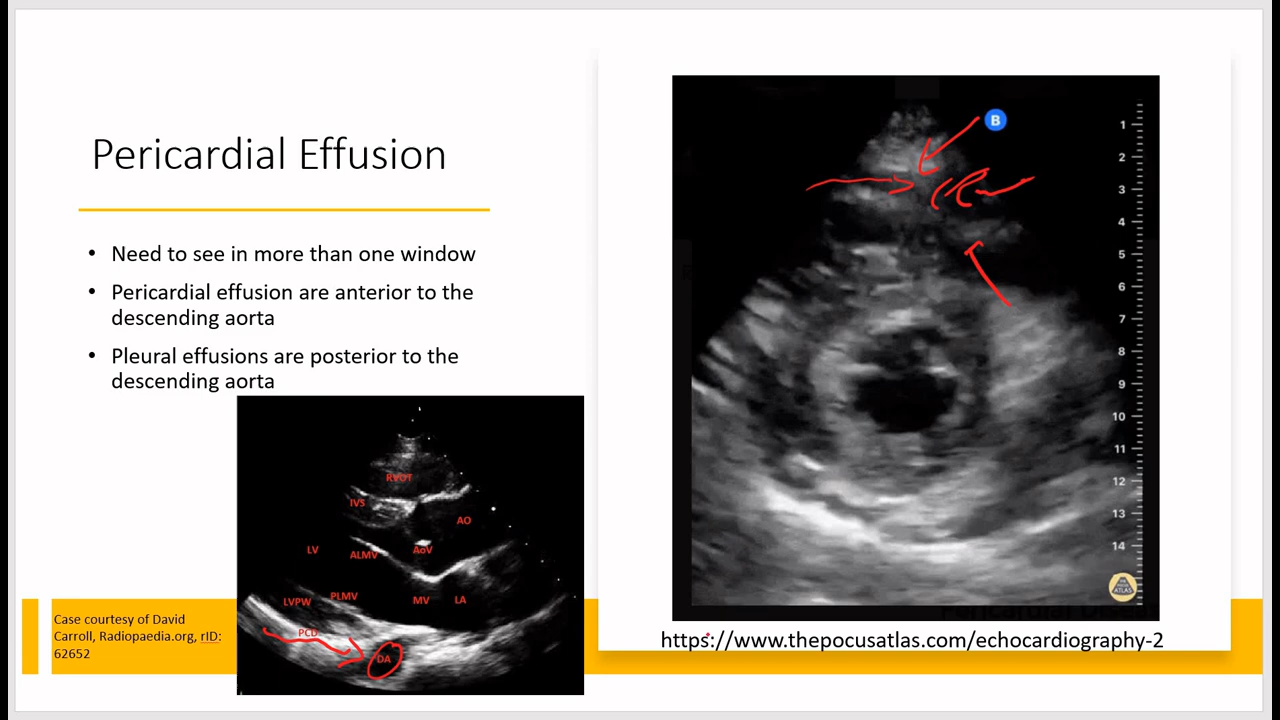 Pericardial Effusion
• Need to see in more than one window
• Pericardial effusion are anterior to the
descending aorta
• Pleural effusions are posterior to the
descending aorta
RVOT
IVS
AO
LV
ALMV
AoV
LVPW
PLMV
MV
LA
PCD
DA
Case courtesy of David
Carroll, Radiopaedia.org, rID:
62652
B
1
2
3
4
5
6
7
8
9
10
11
12
13
14
ATLAS
https://www.thepocusatlas.com/echocardiography-2